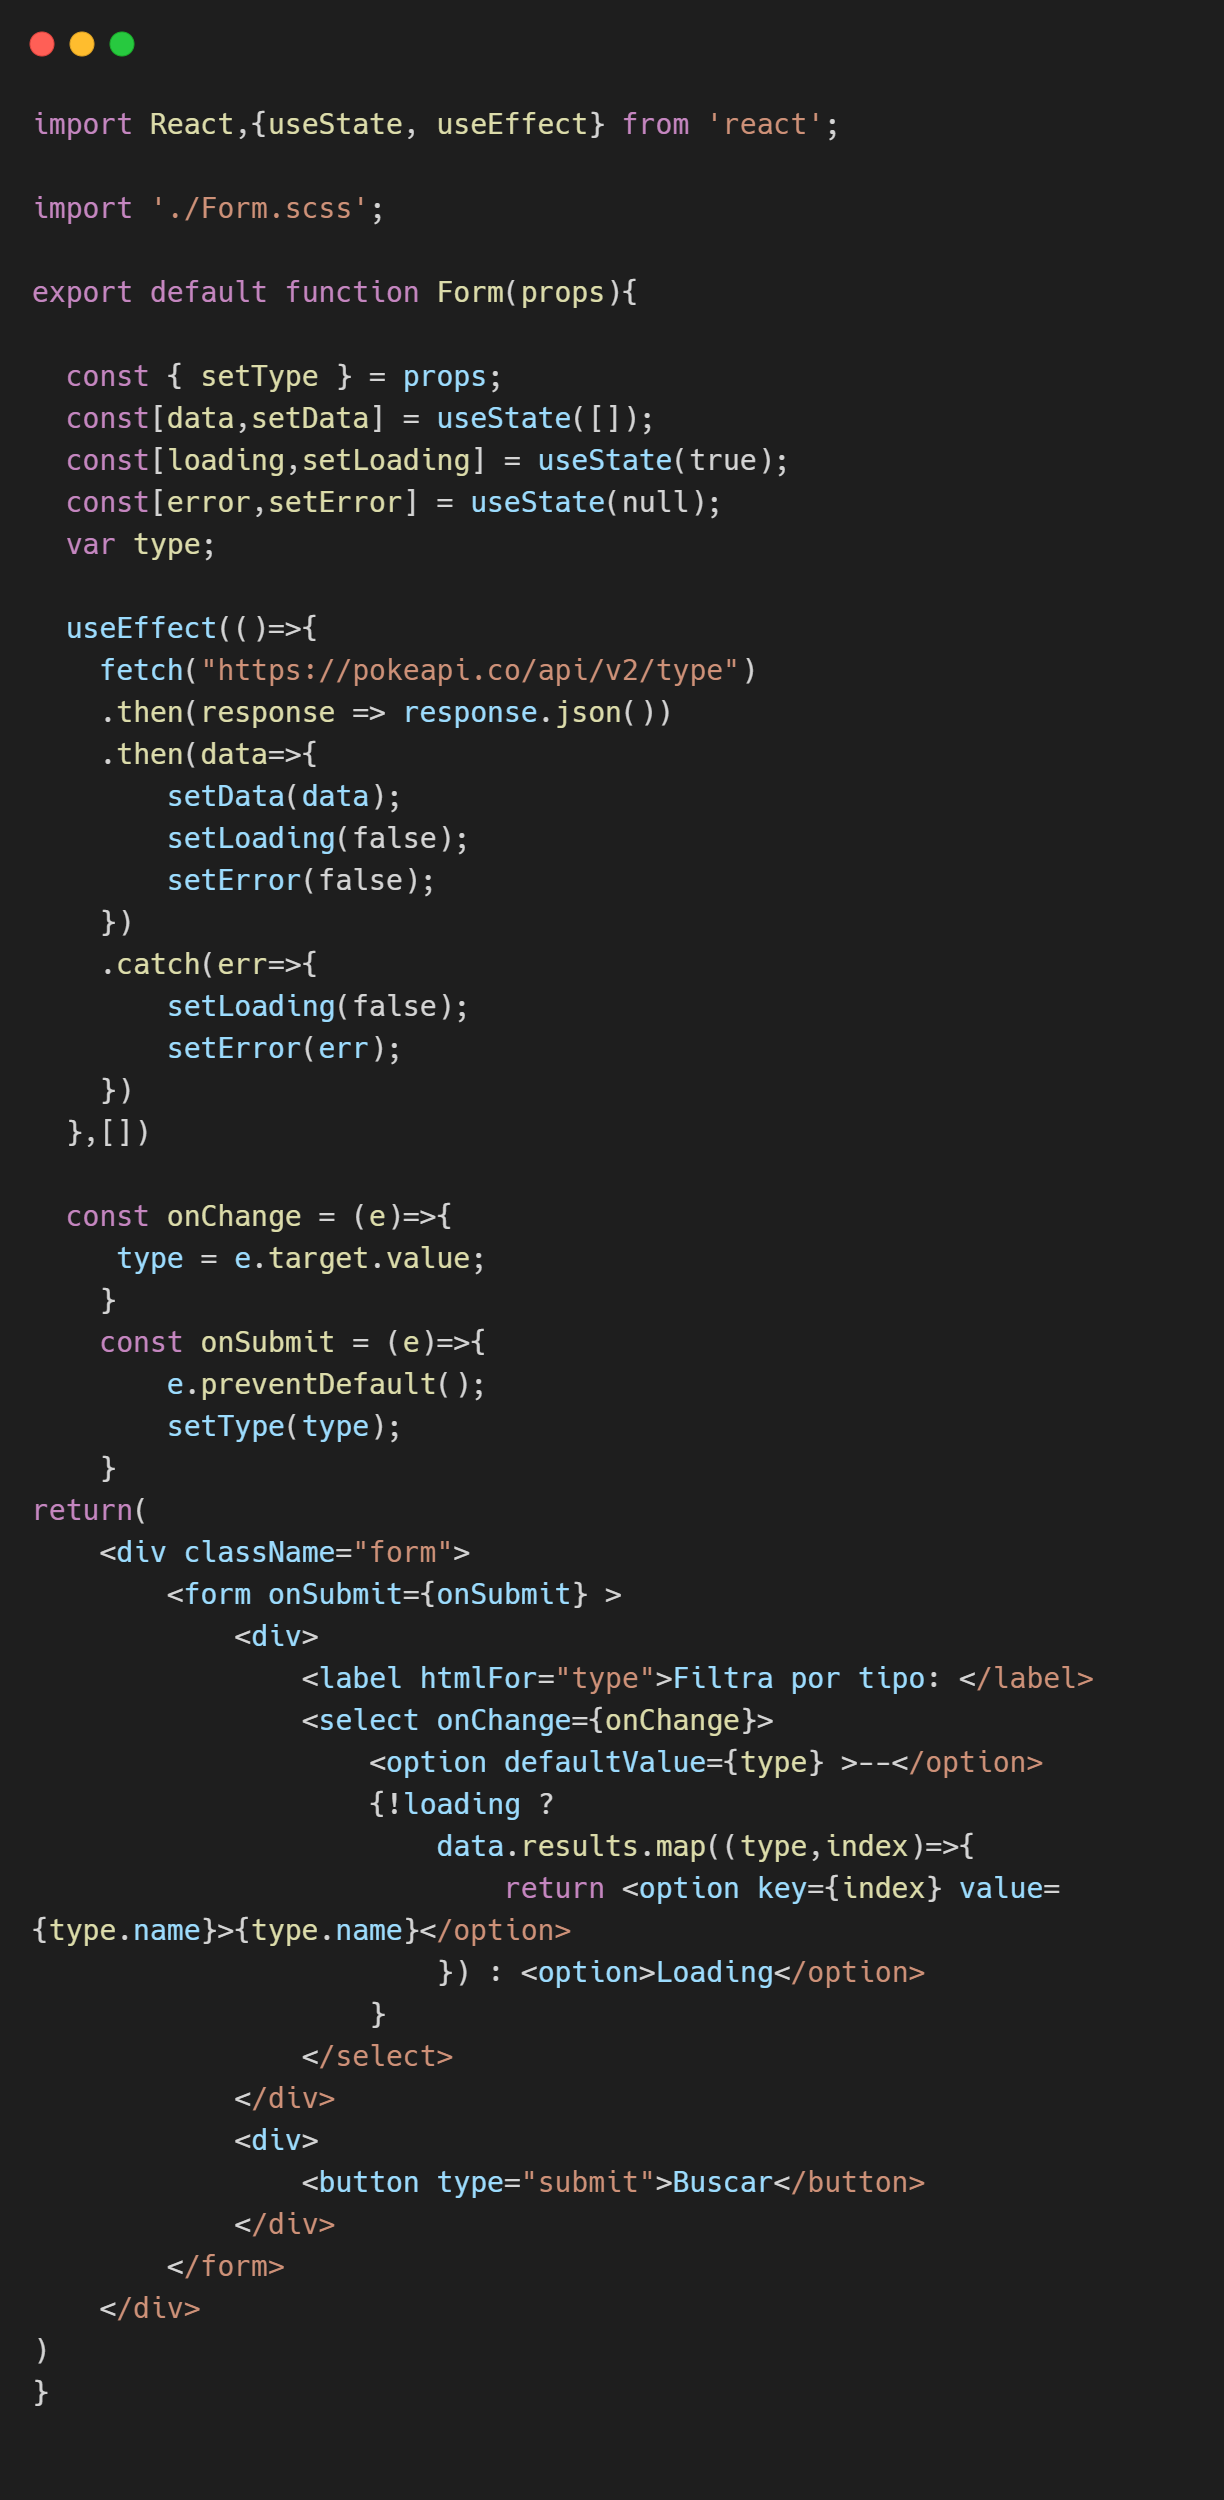 import React,{useState, useEffect} from 'react';

import './Form.scss';

export default function Form(props){

  const { setType } = props;
  const[data,setData] = useState([]);
  const[loading,setLoading] = useState(true);
  const[error,setError] = useState(null);
  var type;

  useEffect(()=>{
    fetch("https://pokeapi.co/api/v2/type")
    .then(response => response.json())
    .then(data=>{
        setData(data);
        setLoading(false);
        setError(false);
    })
    .catch(err=>{
        setLoading(false);
        setError(err);
    })
  },[])

  const onChange = (e)=>{
     type = e.target.value;
    }
    const onSubmit = (e)=>{
        e.preventDefault();
        setType(type);
    }
return(
    <div className="form">
        <form onSubmit={onSubmit} >
            <div>
                <label htmlFor="type">Filtra por tipo: </label>
                <select onChange={onChange}>
                    <option defaultValue={type} >--</option>
                    {!loading ?
                        data.results.map((type,index)=>{
                            return <option key={index} value=
{type.name}>{type.name}</option>
                        }) : <option>Loading</option>
                    }
                </select>
            </div>
            <div>
                <button type="submit">Buscar</button>
            </div>
        </form>
    </div>
)
}